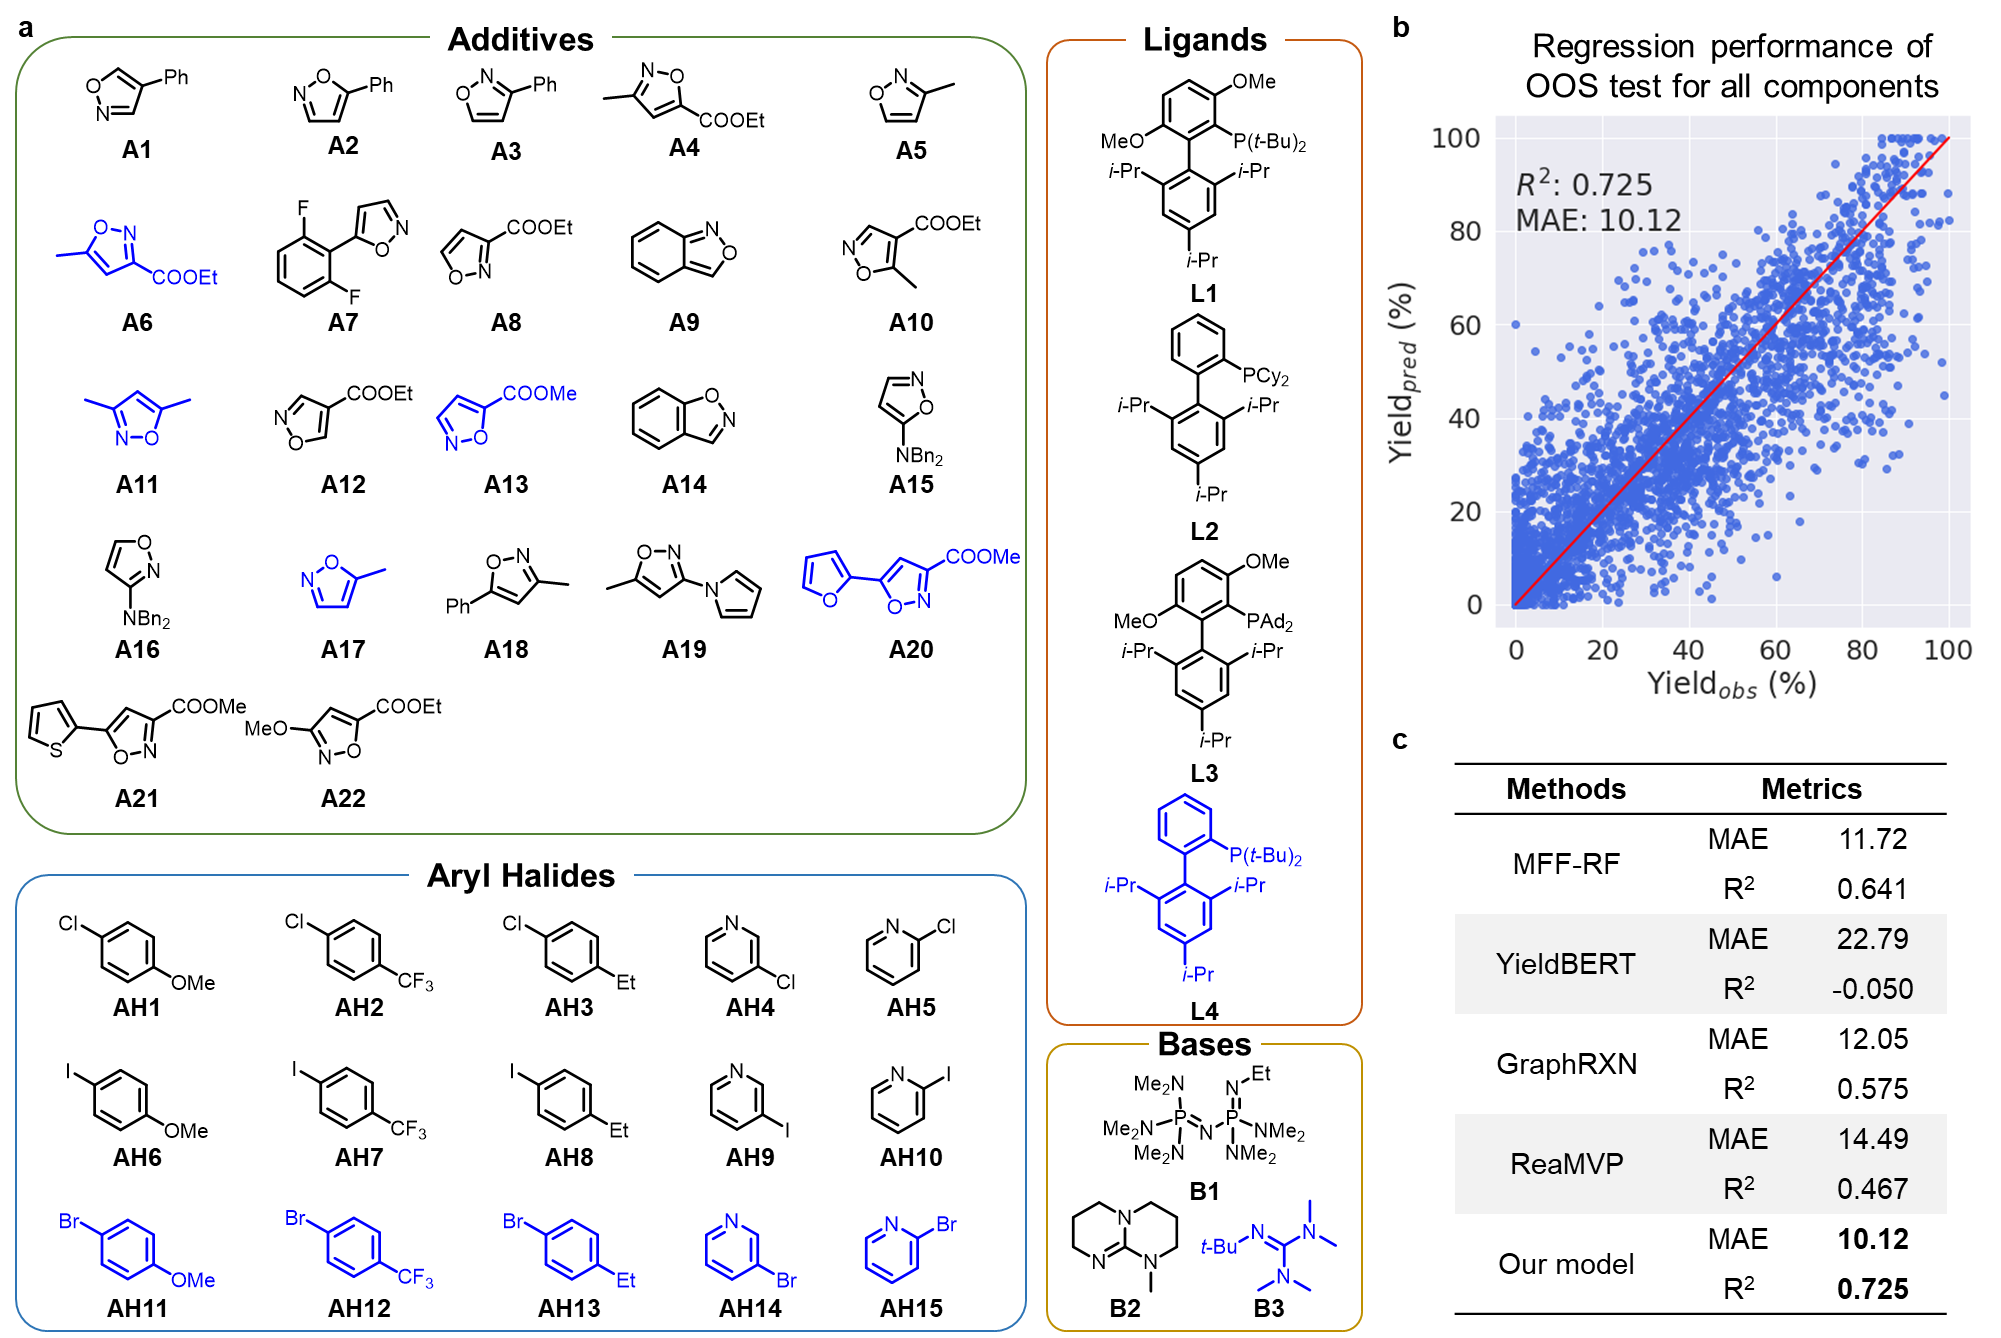 a
Additives
Ph
O
N
A1
O
N
Ph
A2
N
O
Ph
A3
N
O
COOEt
A4
N
O
A5
O
N
COOEt
A6
F
F
O
N
A7
COOEt
O
N
A8
N
O
A9
COOEt
N
O
A10
N
O
A11
COOEt
N
O
A12
COOMe
N
O
A13
O
N
A14
N
O
NBn2
A15
O
N
NBn2
A16
O
N
A17
O
N
Ph
A18
O
N
N
A19
O
O
N
COOMe
A20
S
O
N
COOMe
A21
MeO
N
O
COOEt
A22
Aryl Halides
Cl
OMe
AH1
Cl
CF3
AH2
Cl
Et
AH3
N
Cl
AH4
N
Cl
AH5
I
OMe
AH6
I
CF3
AH7
I
Et
AH8
N
I
AH9
N
I
AH10
Br
OMe
AH11
Br
CF3
AH12
Br
Et
AH13
N
Br
AH14
N
Br
AH15
Ligands
OMe
MeO
P(t-Bu)2
i-Pr
i-Pr
i-Pr
L1
PCy2
i-Pr
i-Pr
i-Pr
L2
OMe
MeO
PAd2
i-Pr
i-Pr
i-Pr
L3
P(t-Bu)2
i-Pr
i-Pr
i-Pr
L4
Bases
Et
Me2N
N
Me2N
P
N
P
NMe2
Me2N
NMe2
B1
N
N
N
B2
t-Bu
N
N
N
B3
b
Regression performance of
OOS test for all components
R²: 0.725
MAE: 10.12
100
80
60
40
20
0
0 20 40 60 80 100
Yieldpred (%)
Yieldobs (%)
c
Methods Metrics
MFF-RF
MAE 11.72
R² 0.641
YieldBERT
MAE 22.79
R² -0.050
GraphRXN
MAE 12.05
R² 0.575
ReaMVP
MAE 14.49
R² 0.467
Our model
MAE 10.12
R² 0.725